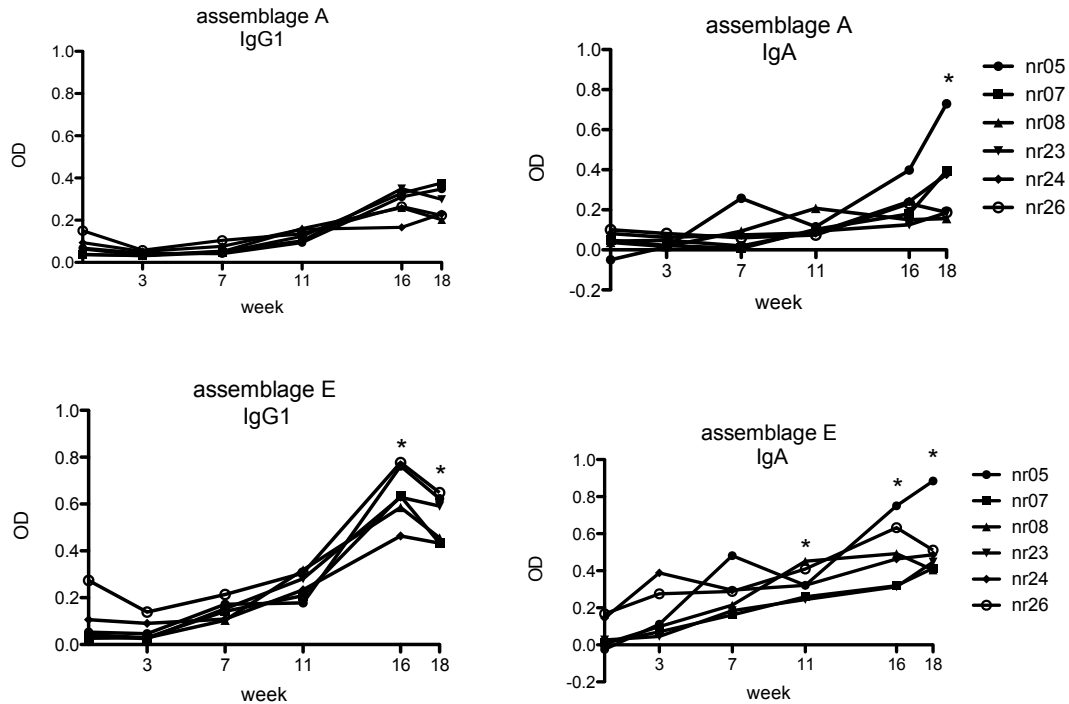 assemblage A
IgG1
1.0
0.8
0.6
0.4
0.2
0.0
OD
3 7 11 16 18
week
assemblage A
IgA
1.0
0.8
0.6
0.4
0.2
0.0
-0.2
OD
*
3 7 11 16 18
week
nr05
nr07
nr08
nr23
nr24
nr26
assemblage E
IgG1
1.0
0.8
0.6
0.4
0.2
0.0
OD
* *
3 7 11 16 18
week
assemblage E
IgA
1.0
0.8
0.6
0.4
0.2
0.0
-0.2
OD
* * *
3 7 11 16 18
week
nr05
nr07
nr08
nr23
nr24
nr26